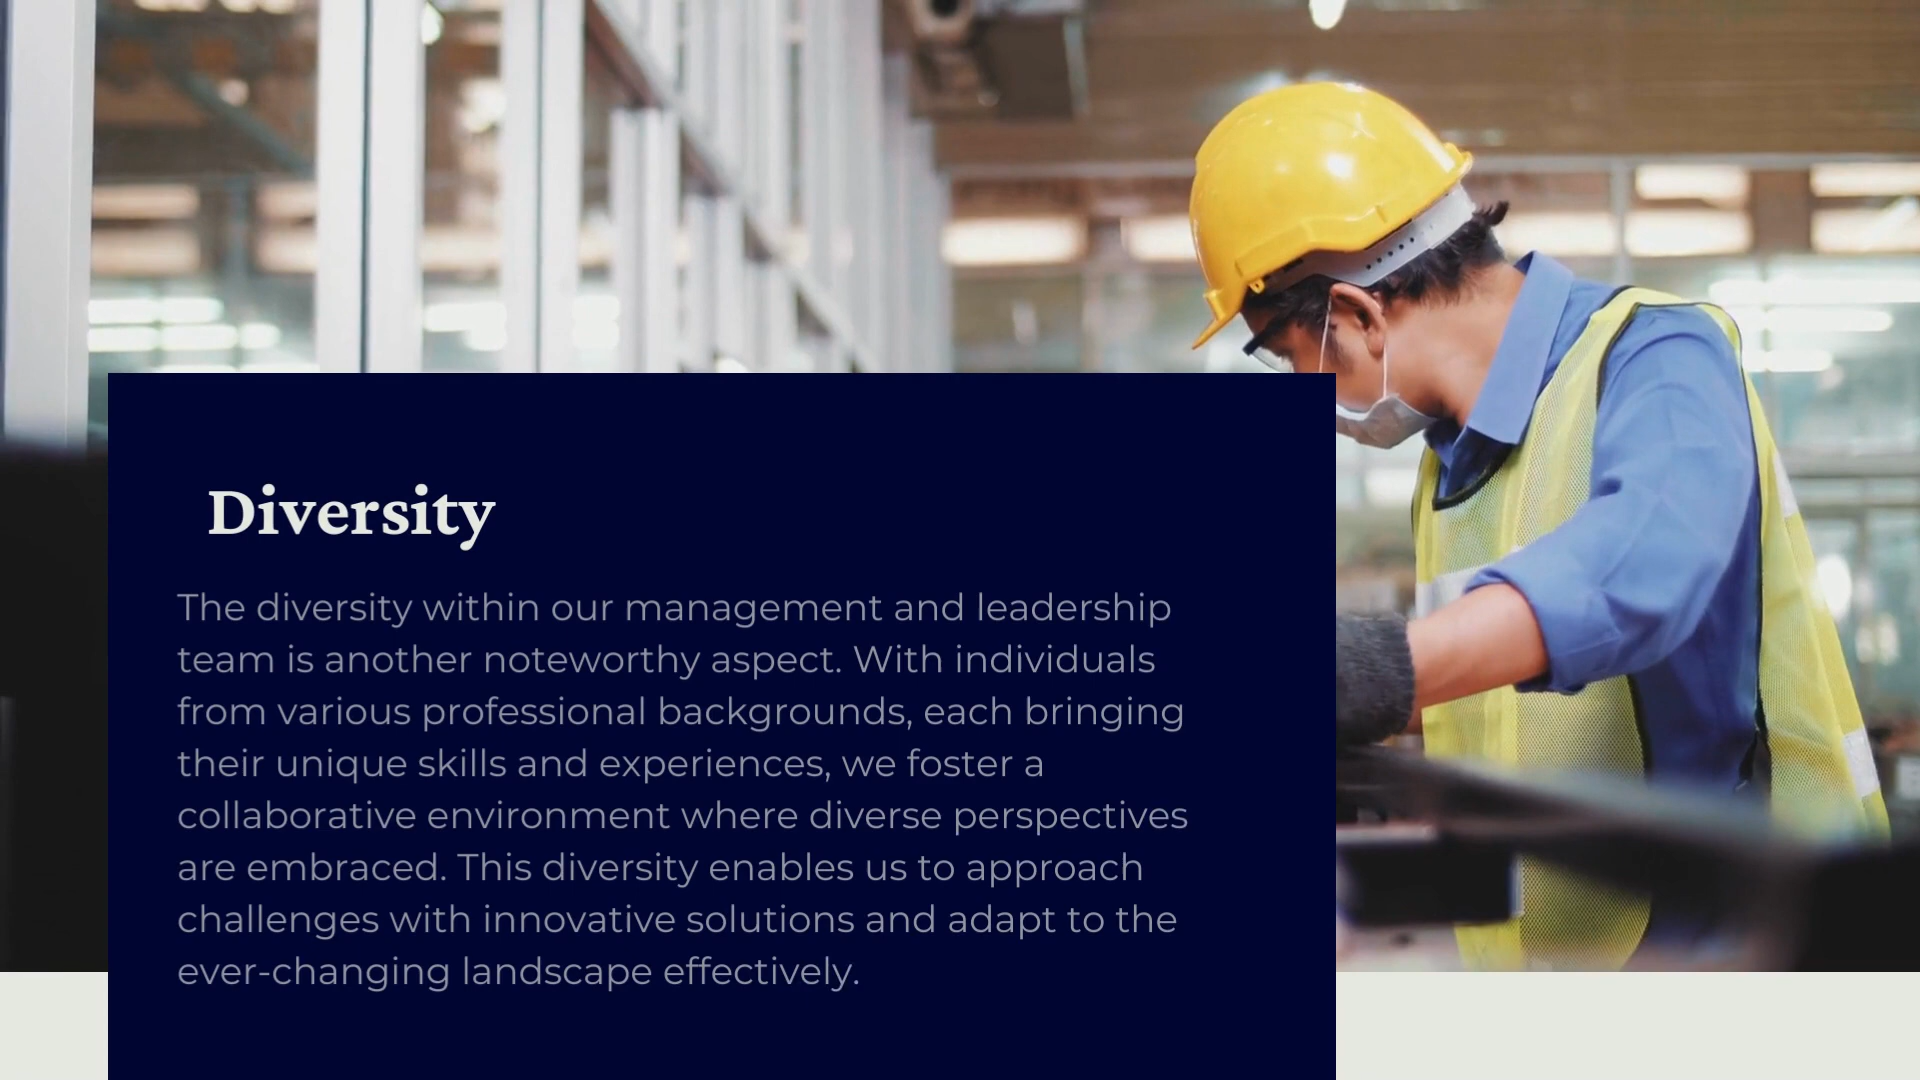 Diversity
The diversity within our management and leadership
team is another noteworthy aspect. With individuals
from various professional backgrounds, each bringing
their unique skills and experiences, we foster a
collaborative environment where diverse perspectives
are embraced. This diversity enables us to approach
challenges with innovative solutions and adapt to the
ever-changing landscape effectively.